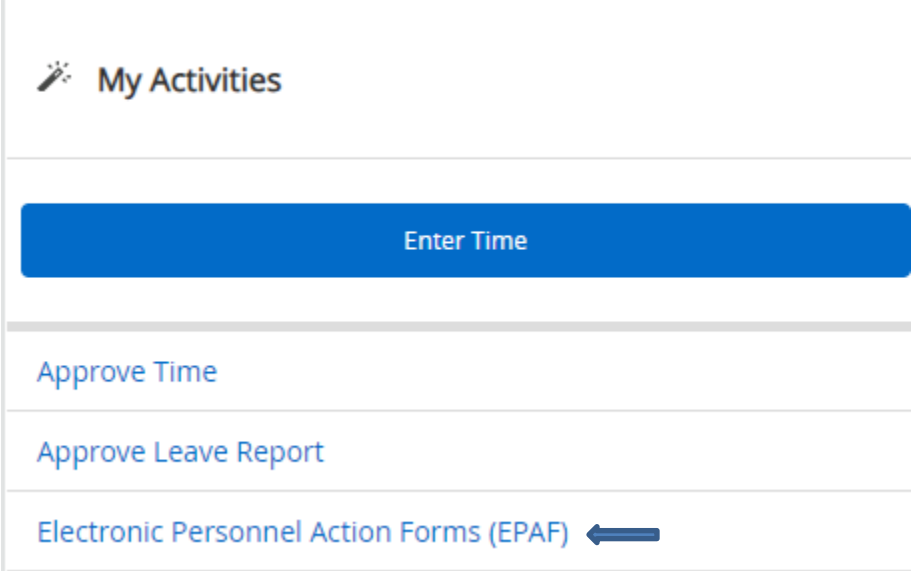 My Activities
Enter Time
Approve Time
Approve Leave Report
Electronic Personnel Action Forms (EPAF)